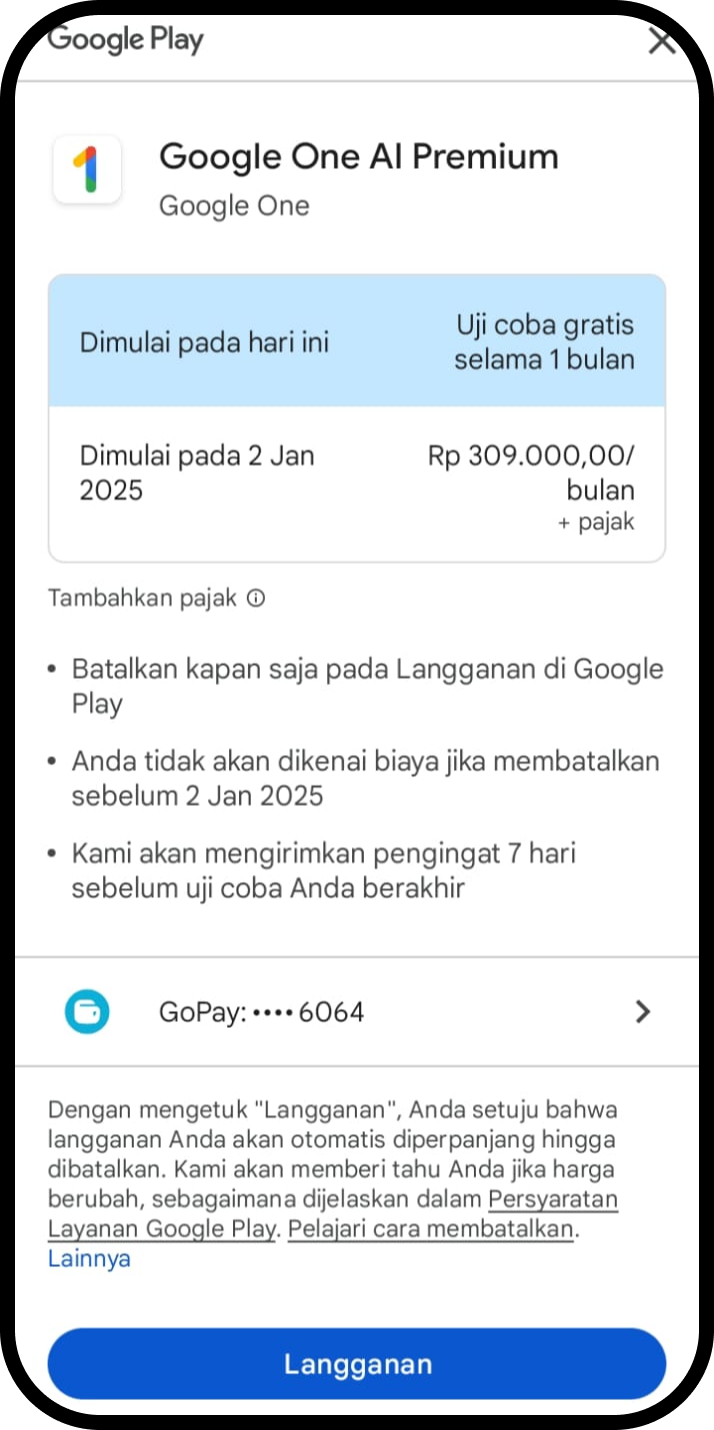 Google Play
Google One AI Premium
Google One
Dimulai pada hari ini
Uji coba gratis
selama 1 bulan
Dimulai pada 2 Jan
2025
Rp 309.000,00/
bulan
+ pajak
Tambahkan pajak
• Batalkan kapan saja pada Langganan di Google
Play
• Anda tidak akan dikenai biaya jika membatalkan
sebelum 2 Jan 2025
• Kami akan mengirimkan pengingat 7 hari
sebelum uji coba Anda berakhir
GoPay: •••• 6064
Dengan mengetuk "Langganan", Anda setuju bahwa
langganan Anda akan otomatis diperpanjang hingga
dibatalkan. Kami akan memberi tahu Anda jika harga
berubah, sebagaimana dijelaskan dalam Persyaratan
Layanan Google Play. Pelajari cara membatalkan.
Lainnya
Langganan